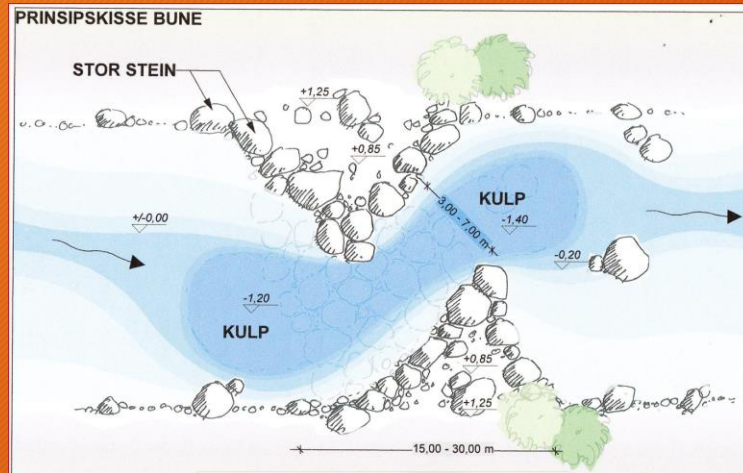 PRINSIPSKISSE BUNE
STOR STEIN
+1,25
+0,85
KULP
3,00 - 7,00 m
-1,40
+/-0,00
-0,20
-1,20
KULP
+0,85
+1,25
15,00 - 30,00 m